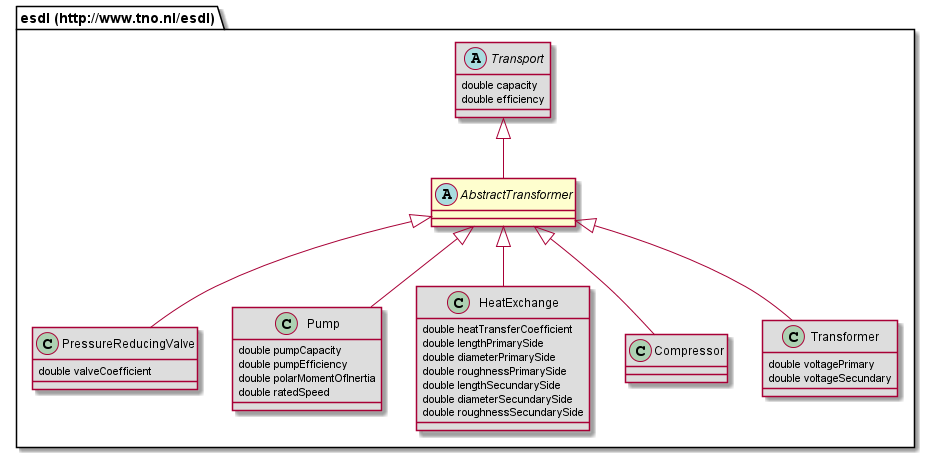 esdl (http://www.tno.nl/esdl)
A Transport
double capacity
double efficiency
A AbstractTransformer
C PressureReducingValve
double valveCoefficient
C Pump
double pumpCapacity
double pumpEfficiency
double polarMomentOfInertia
double ratedSpeed
C HeatExchange
double heatTransferCoefficient
double lengthPrimarySide
double diameterPrimarySide
double roughnessPrimarySide
double lengthSecundarySide
double diameterSecundarySide
double roughnessSecundarySide
C Compressor
C Transformer
double voltagePrimary
double voltageSecundary